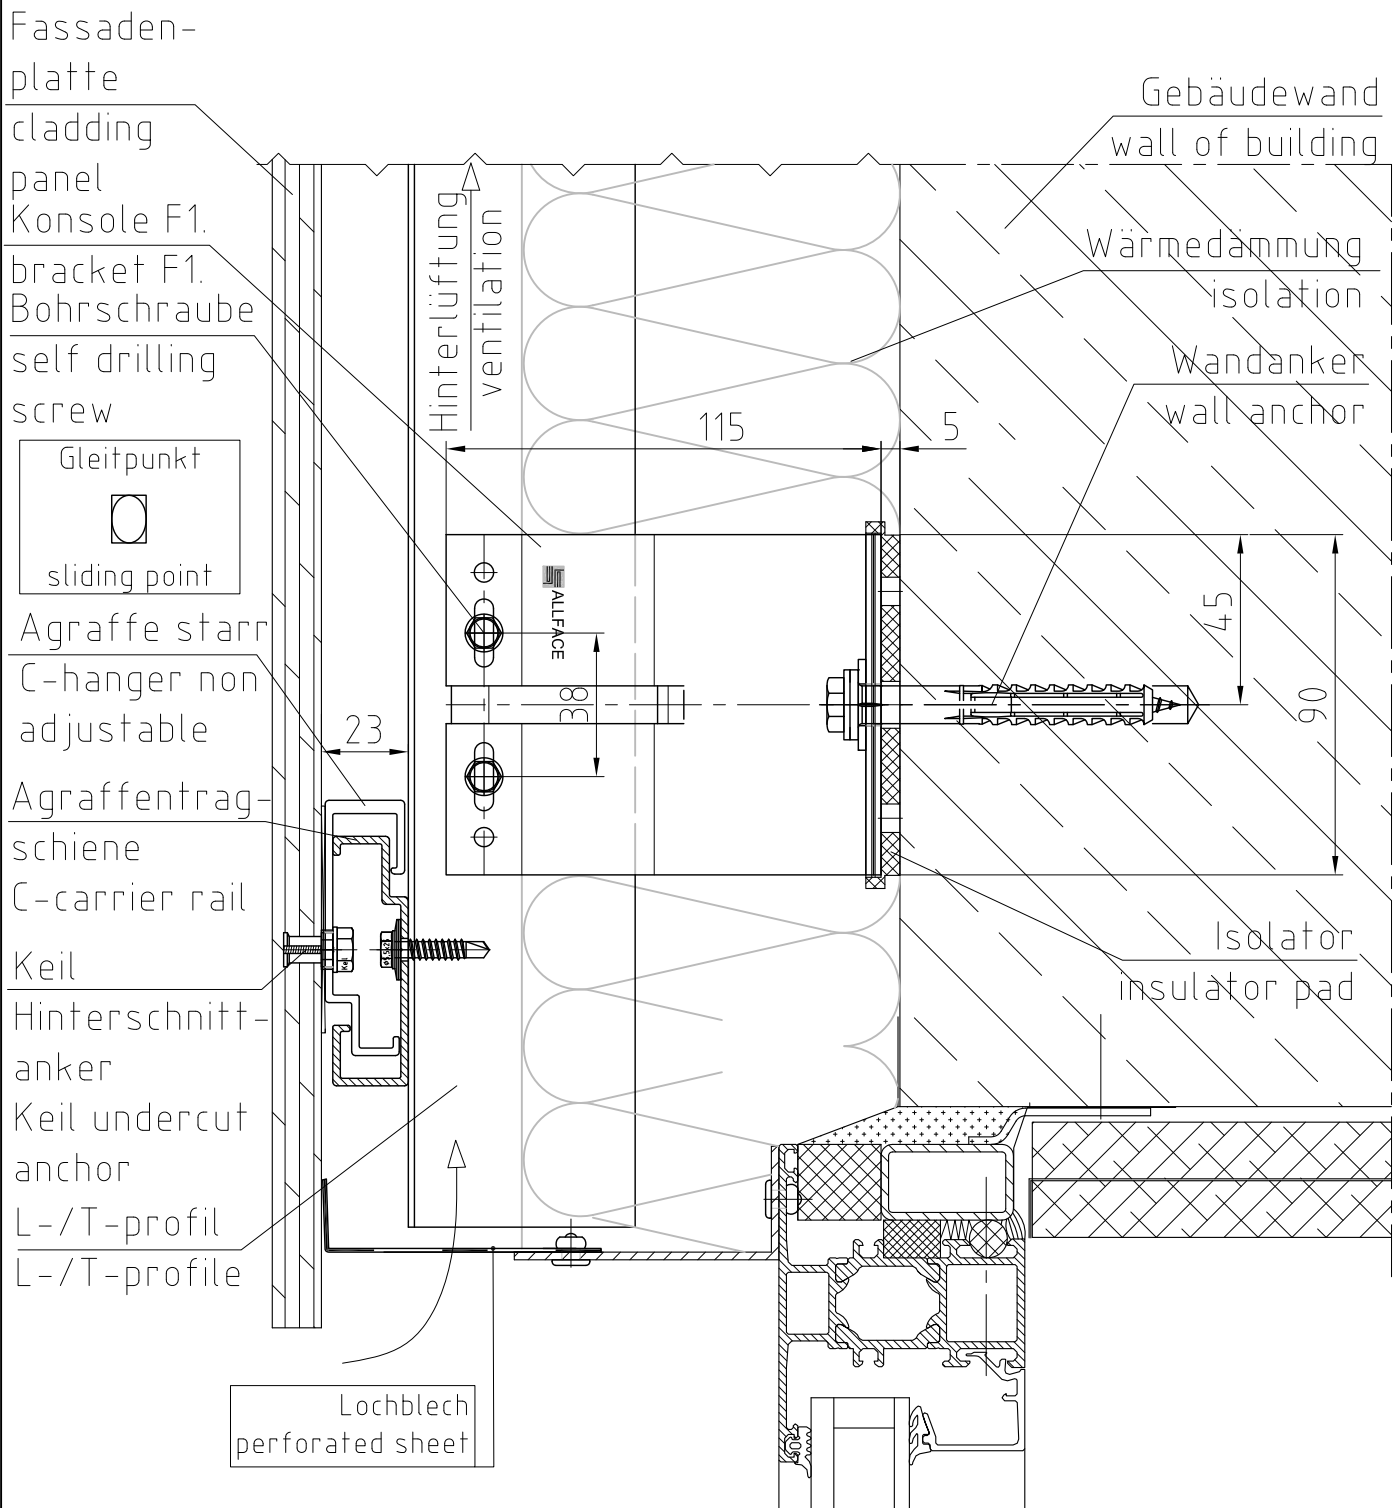 Fassaden-
platte
cladding
panel
Konsole F1.
bracket F1.
Bohrschraube
self drilling
screw
Gleitpunkt
sliding point
Agraffe starr
C-hanger non
adjustable
Agraffentrag-
schiene
C-carrier rail
Keil
Hinterschnitt-
anker
Keil undercut
anchor
L-/T-profil
L-/T-profile
Lochblech
perforated sheet
Hinterlüftung
ventilation
23
115
5
ALLFACE
38
45
90
Keil
Gebäudewand
wall of building
Wärmedämmung
isolation
Wandanker
wall anchor
Isolator
insulator pad